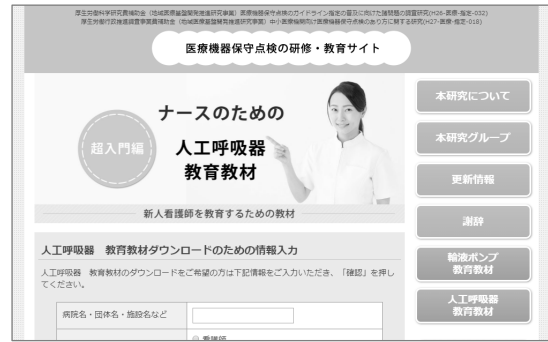 厚生労働科学研究費補助金（地域医療基盤開発推進研究事業）医療機器保守点検のガイドライン指定の普及に向けた諸問題の調査研究(H26-医療-指定-032)
厚生労働行政推進調査事業費補助金（地域医療基盤開発推進研究事業）中小医療機関向け医療機器保守点検のあり方に関する研究(H27-医療-指定-018)
医療機器保守点検の研修・教育サイト
超入門編
ナースのための
人工呼吸器
教育教材
新人看護師を教育するための教材
人工呼吸器　教育教材ダウンロードのための情報入力
人工呼吸器　教育教材のダウンロードをご希望の方は下記情報をご入力いただき、「確認」を押し
てください。
病院名・団体名・施設名など
看護師
本研究について
本研究グループ
更新情報
謝辞
輸液ポンプ
教育教材
人工呼吸器
教育教材